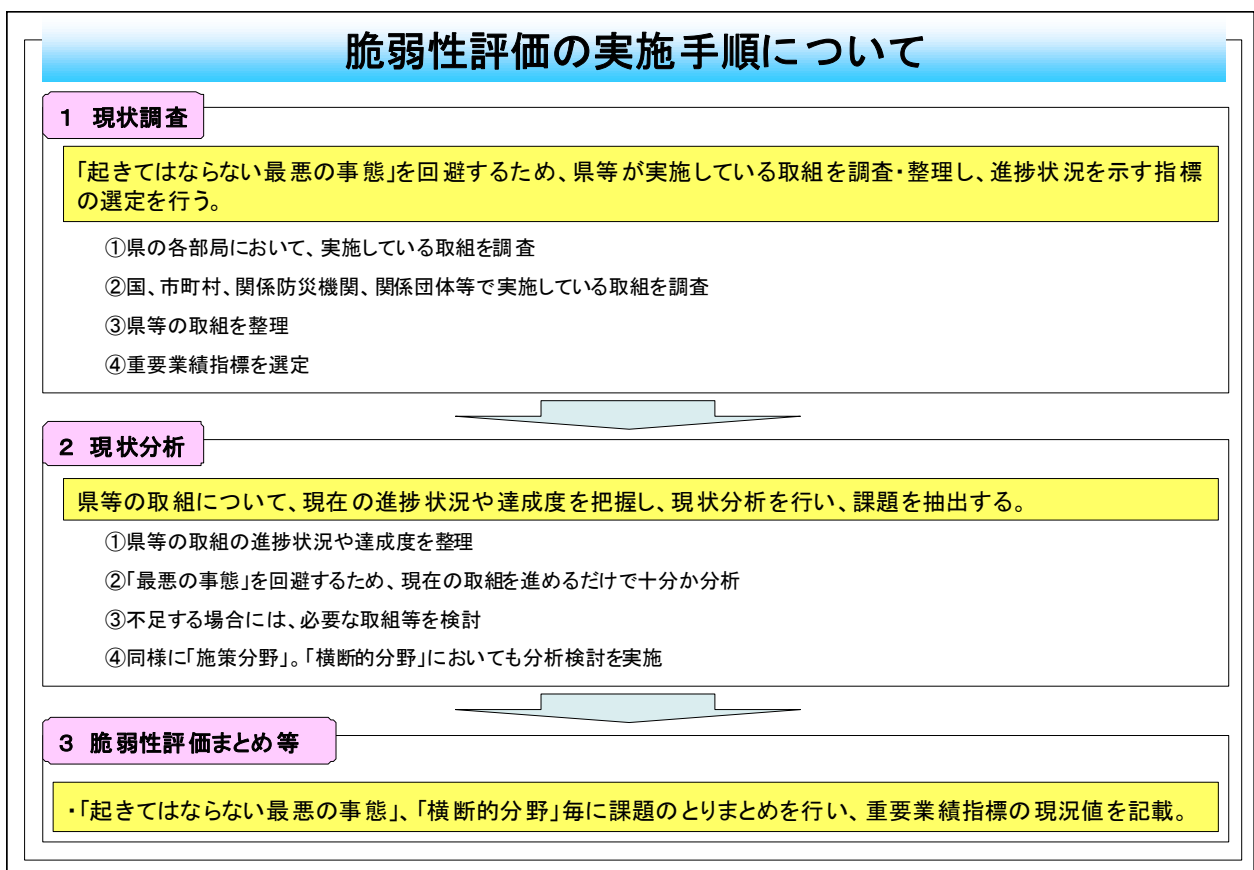 脆弱性評価の実施手順について
1 現状調査
「起きてはならない最悪の事態」を回避するため、県等が実施している取組を調査・整理し、進捗状況を示す指標
の選定を行う。
①県の各部局において、実施している取組を調査
②国、市町村、関係防災機関、関係団体等で実施している取組を調査
③県等の取組を整理
④重要業績指標を選定
2 現状分析
県等の取組について、現在の進捗状況や達成度を把握し、現状分析を行い、課題を抽出する。
①県等の取組の進捗状況や達成度を整理
②「最悪の事態」を回避するため、現在の取組を進めるだけで十分か分析
③不足する場合には、必要な取組等を検討
④同様に「施策分野」。「横断的分野」においても分析検討を実施
3 脆弱性評価まとめ等
・「起きてはならない最悪の事態」、「横断的分野」毎に課題のとりまとめを行い、重要業績指標の現況値を記載。